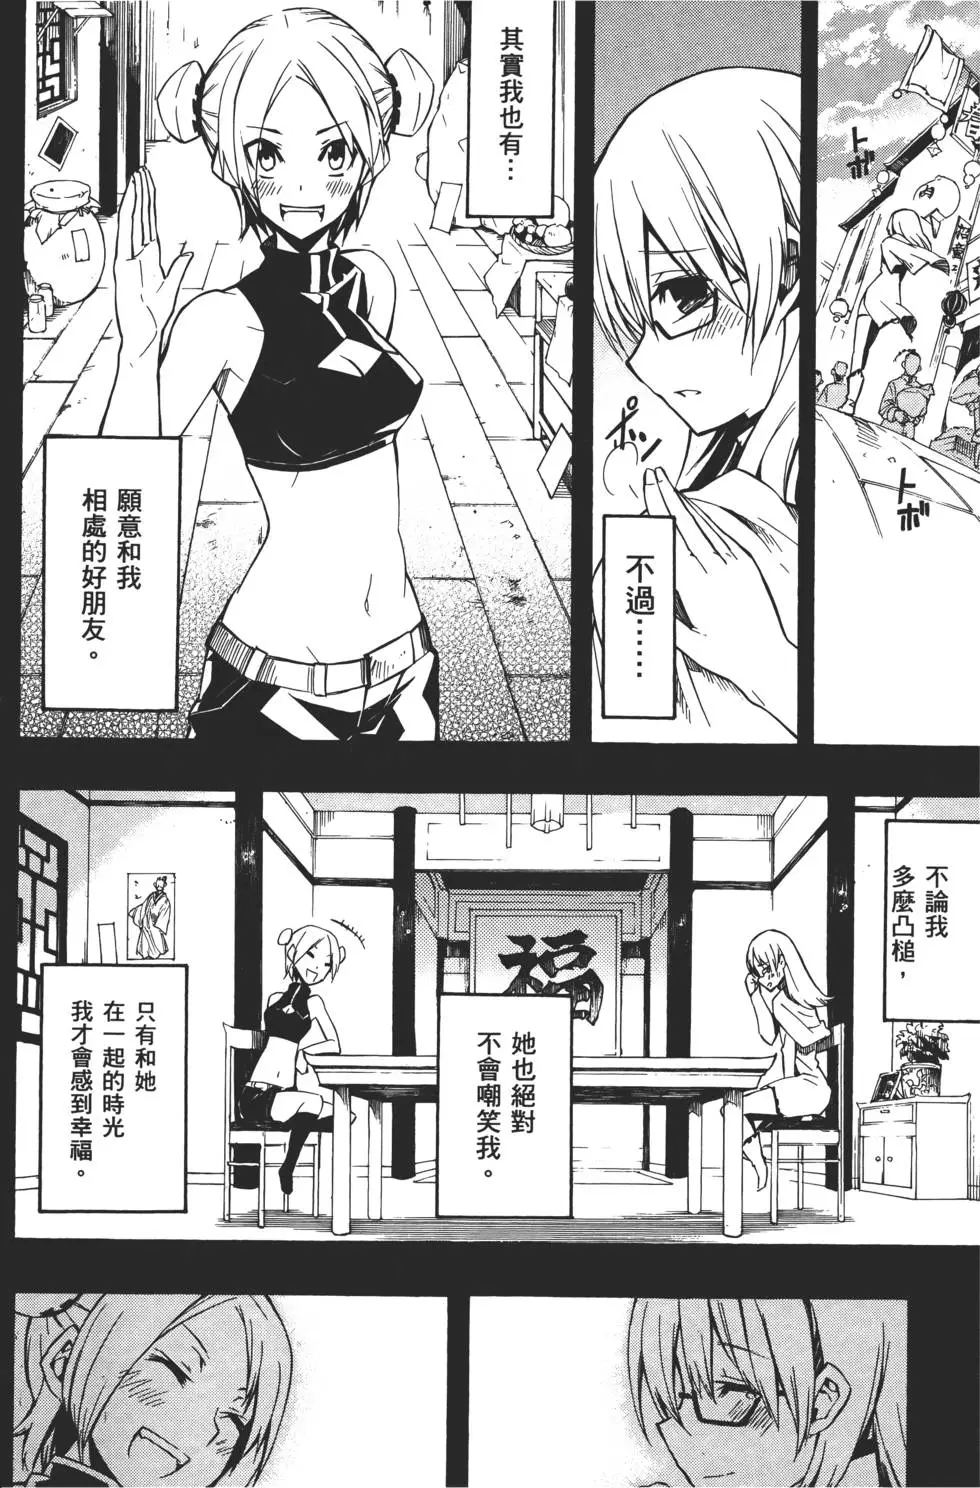 トボ
トボ
ポンッ
不過……
其實我也有…
願意和我
相處的好朋友。
不論我
多麼凸槌，
福
她也絕對
不會嘲笑我。
只有和她
在一起的時光
我才會感到幸福。